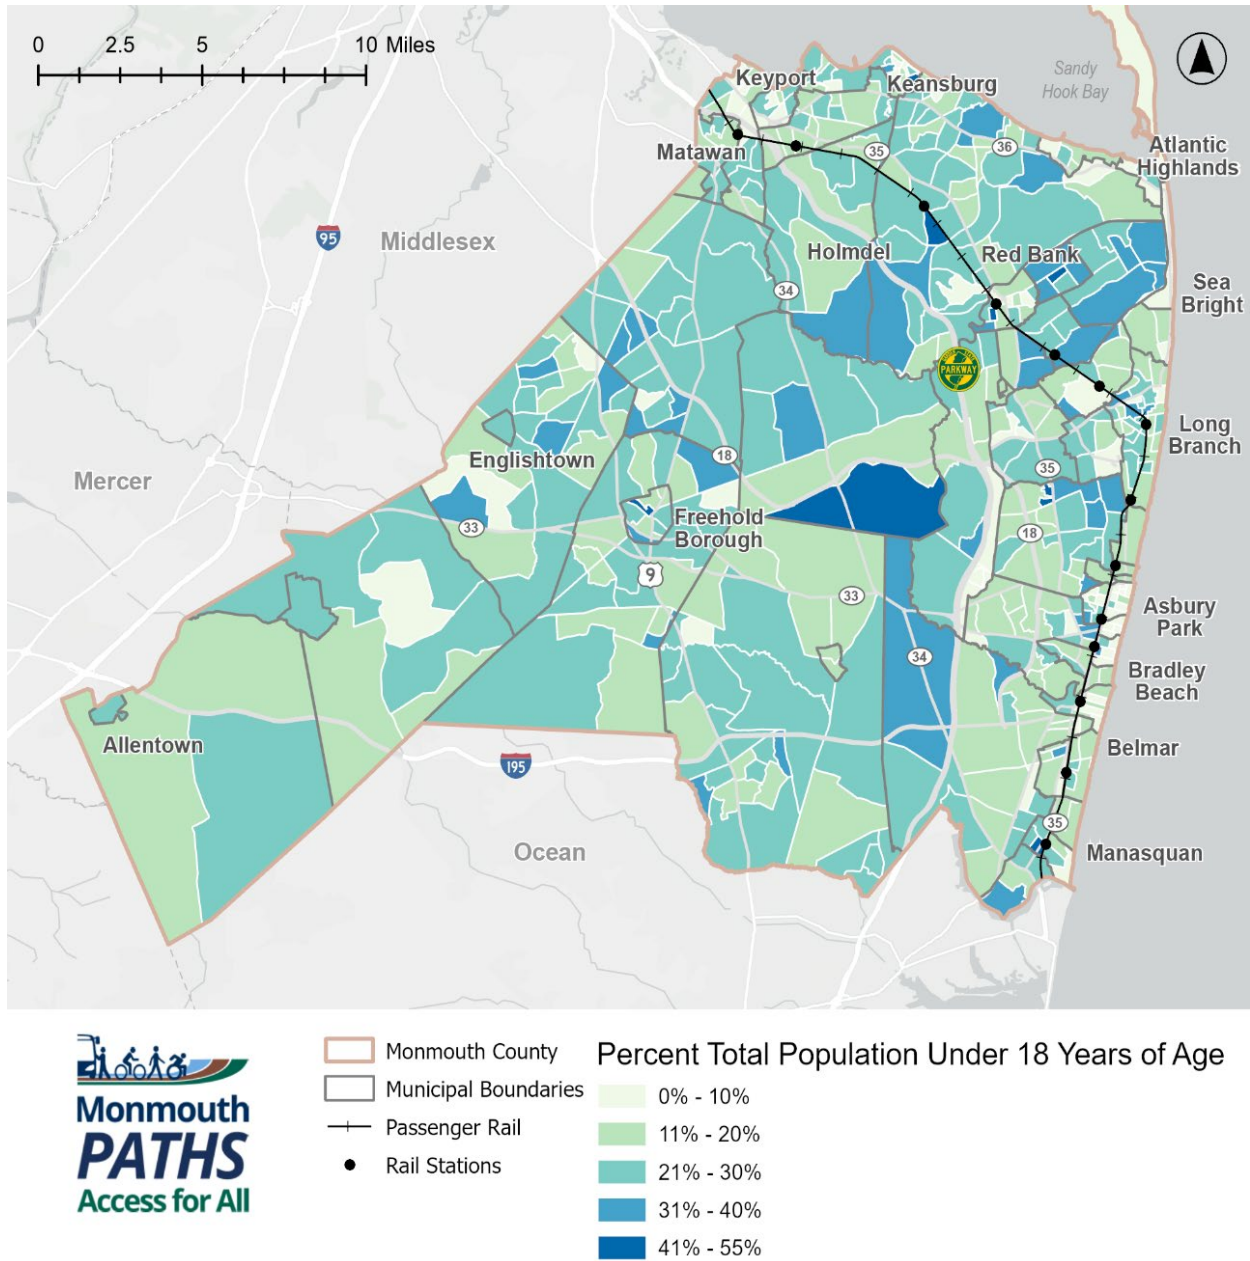 0 2.5 5 10 Miles
Keyport
Keansburg
Sandy
Hook Bay
Matawan
35
36
Atlantic
Highlands
95
Middlesex
Holmdel
Red Bank
34
Sea
Bright
PARKWAY
Long
Branch
Mercer
Englishtown
18
35
33
Freehold
Borough
18
9
33
34
Asbury
Park
Bradley
Beach
Allentown
Belmar
195
35
Ocean
Manasquan
Monmouth
PATHS
Access for All
Monmouth County
Municipal Boundaries
Passenger Rail
Rail Stations
Percent Total Population Under 18 Years of Age
0% - 10%
11% - 20%
21% - 30%
31% - 40%
41% - 55%